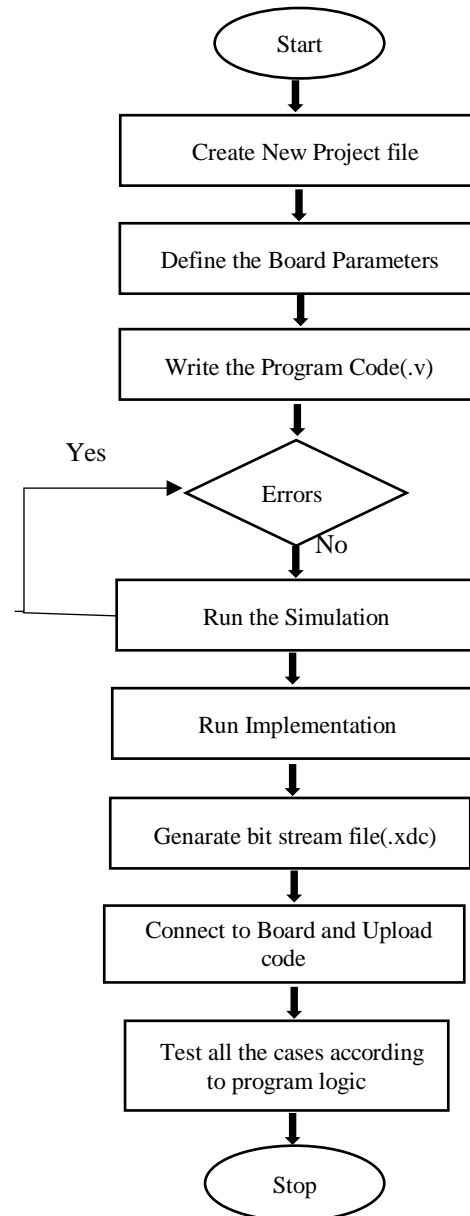 Start
Create New Project file
Define the Board Parameters
Write the Program Code(.v)
Yes
Errors
No
Run the Simulation
Run Implementation
Genarate bit stream file(.xdc)
Connect to Board and Upload
code
Test all the cases according
to program logic
Stop